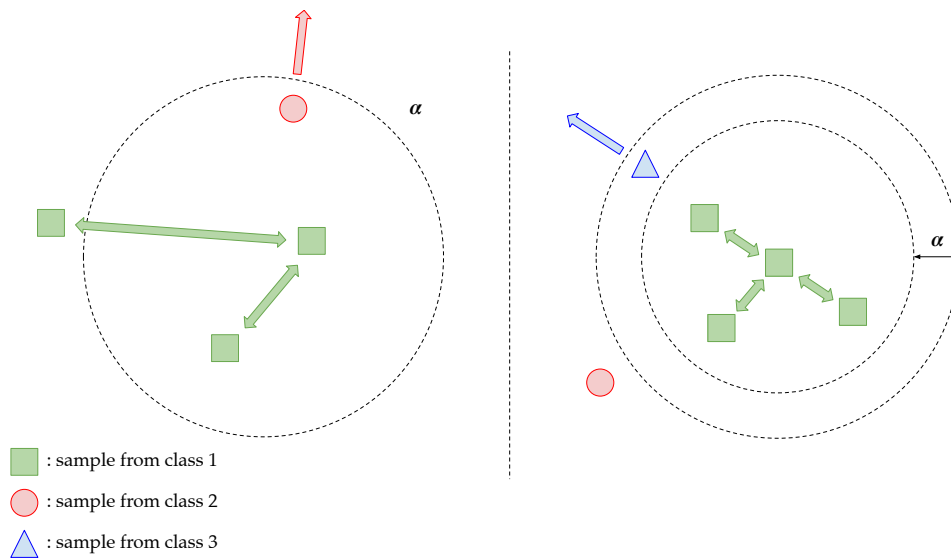 α
α
: sample from class 1
: sample from class 2
: sample from class 3